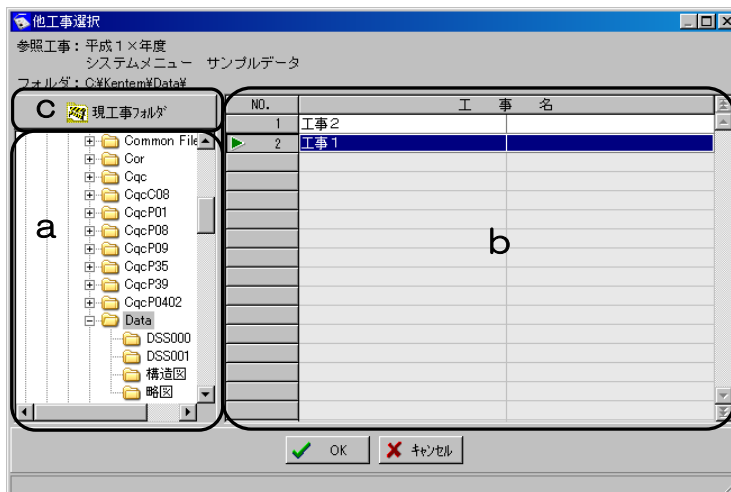 他工事選択
参照工事：平成１×年度
システムメニュー　サンプルデータ
フォルダ：C:¥Kentem¥Data¥
c 現工事ﾌｫﾙﾀﾞ
NO. 工　事　名
1 工事２
2 工事１
a
b
Common File
Cor
Cqc
CqcC08
CqcP01
CqcP08
CqcP09
CqcP35
CqcP39
CqcP0402
Data
DSS000
DSS001
構造図
略図
OK ｷｬﾝｾﾙ